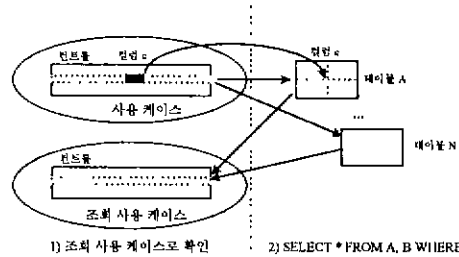 컨트롤 컬럼 c
사용 케이스
컬럼 c
테이블 A
...
테이블 N
컨트롤
조회 사용 케이스
1) 조회 사용 케이스로 확인
2) SELECT * FROM A, B WHERE